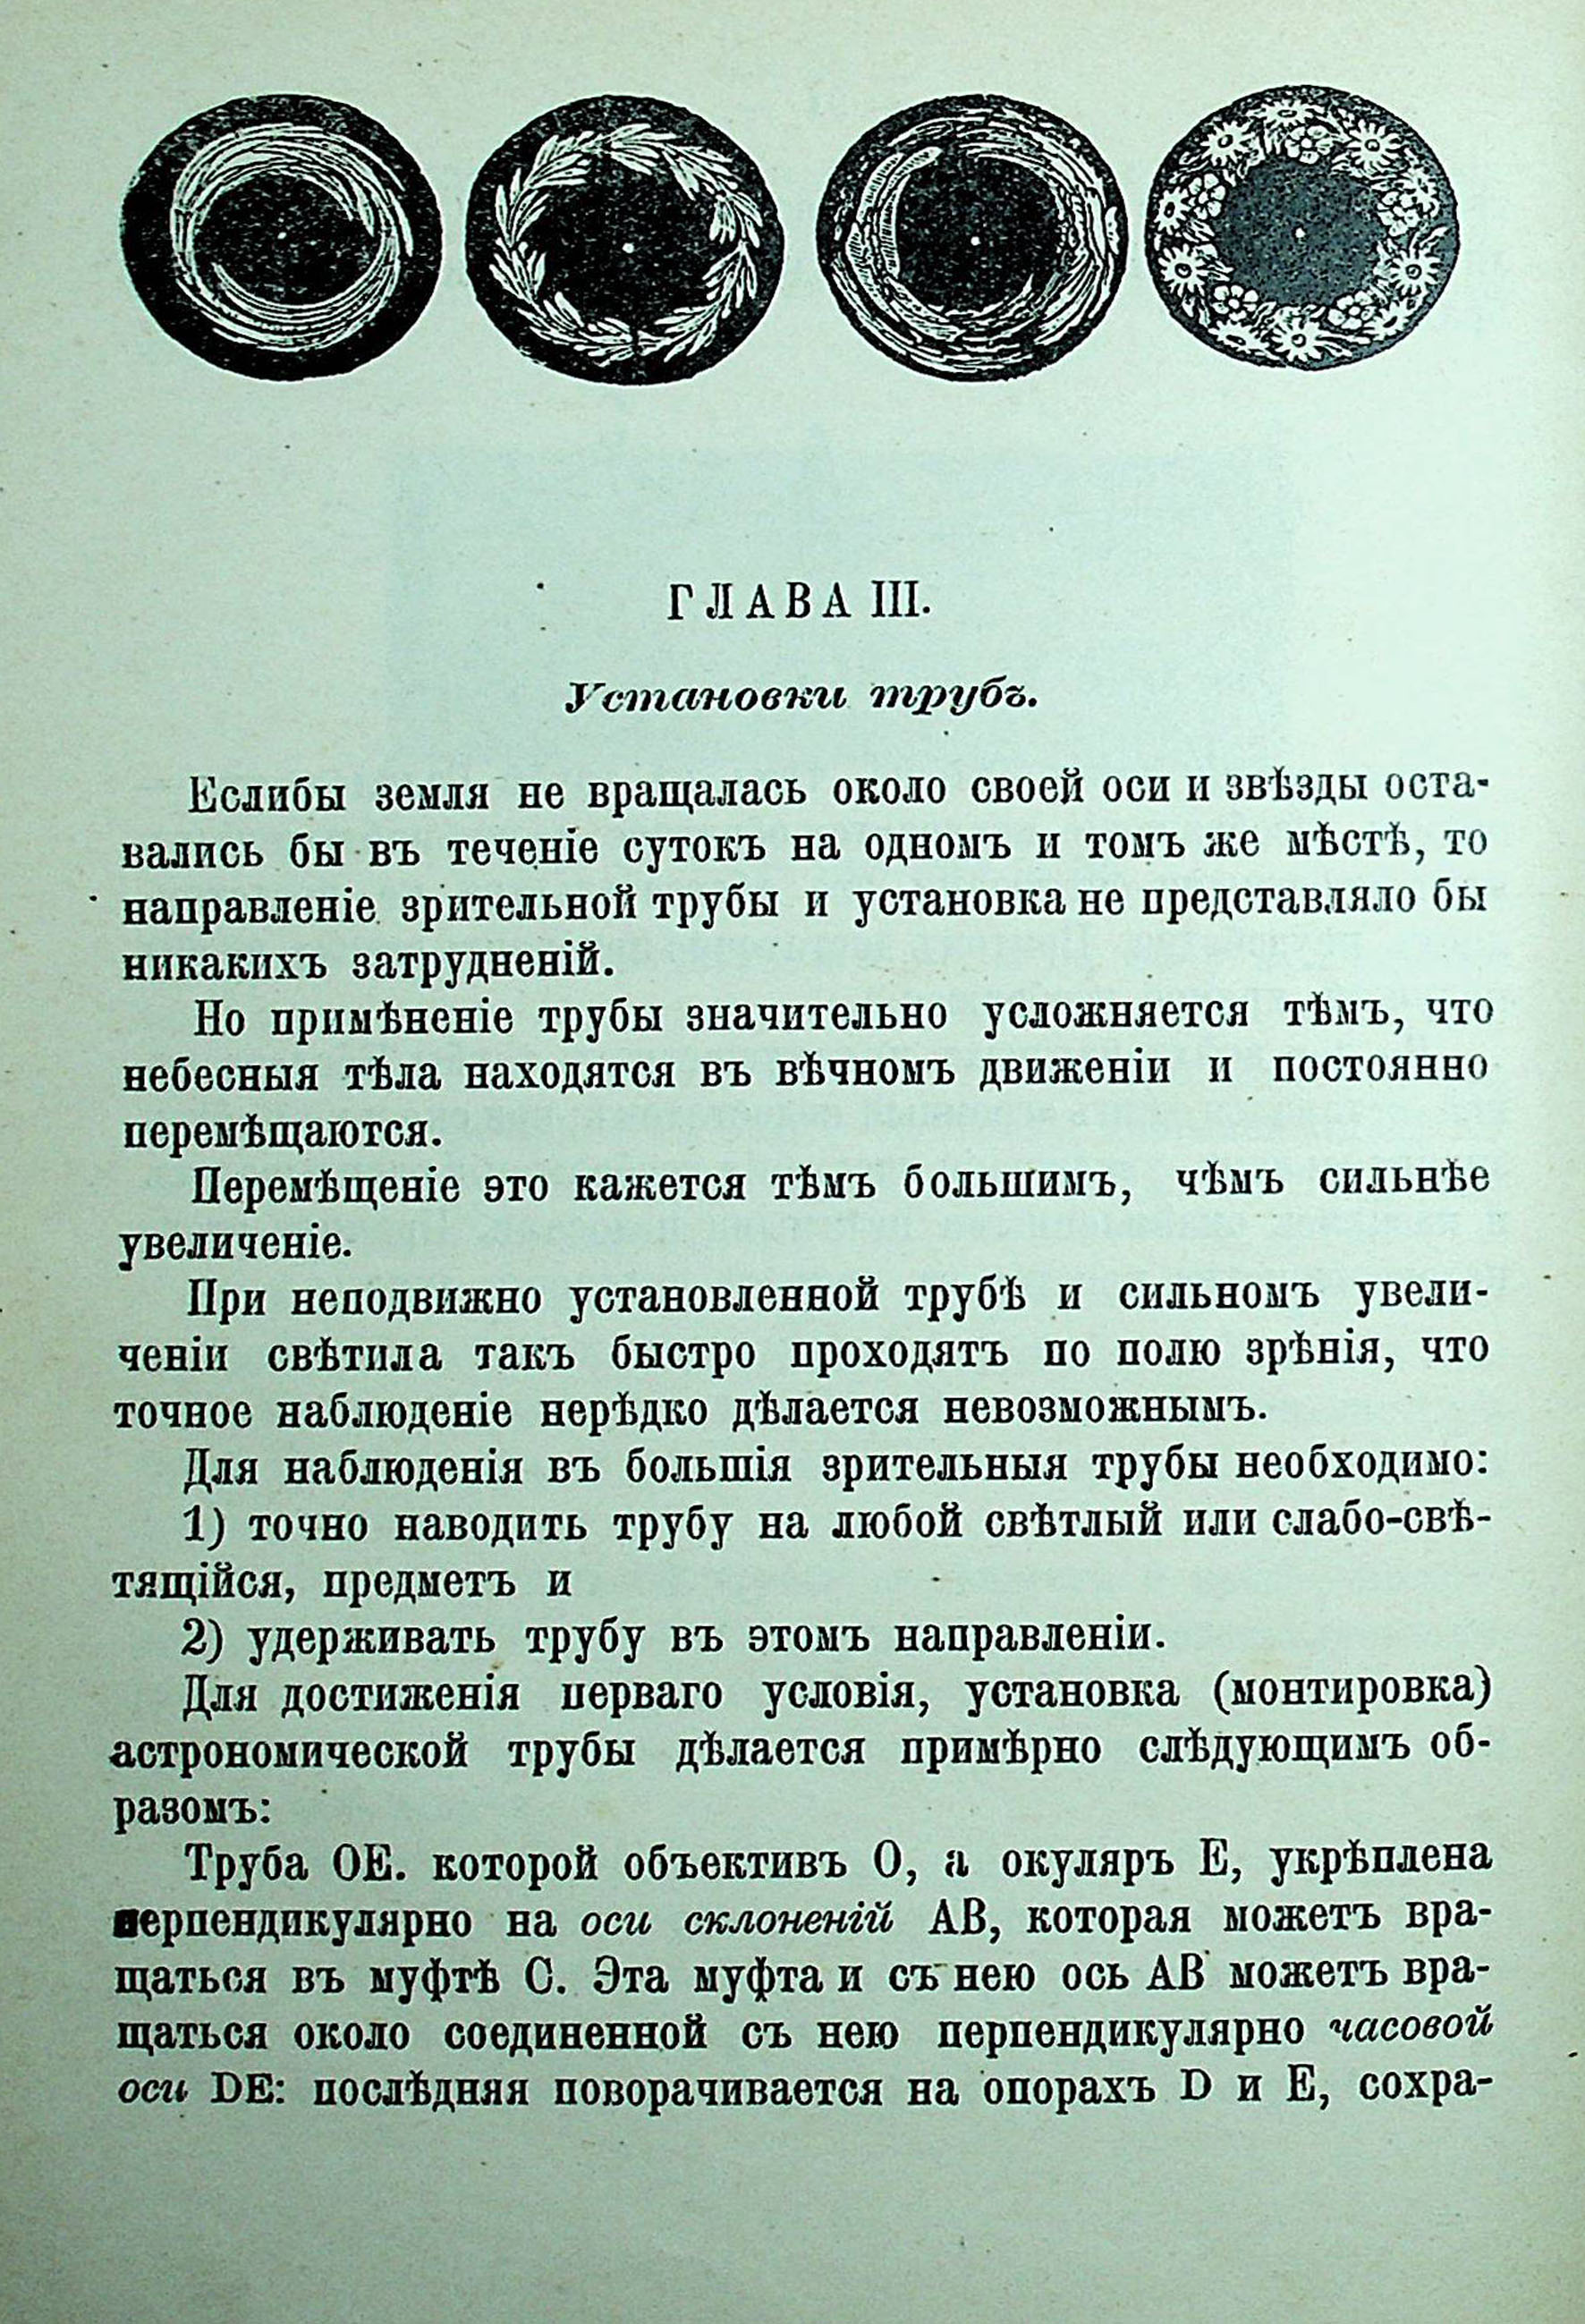 ГЛАВА III.
Установки трубъ.
Еслибы земля не вращалась около своей оси и звѣзды оста-
вались бы въ теченіе сутокъ на одномъ и томъ же мѣстѣ, то
направленіе зрительной трубы и установка не представляло бы
никакихъ затрудненій.
Но примѣненіе трубы значительно усложняется тѣмъ, что
небесныя тѣла находятся въ вѣчномъ движеніи и постоянно
перемѣщаются.
Перемѣщеніе это кажется тѣмъ большимъ, чѣмъ сильнѣе
увеличеніе.
При неподвижно установленной трубѣ и сильномъ увели-
ченіи свѣтила такъ быстро проходятъ по полю зрѣнія, что
точное наблюденіе нерѣдко дѣлается невозможнымъ.
Для наблюденія въ большія зрительныя трубы необходимо:
1) точно наводить трубу на любой свѣтлый или слабо-свѣ-
тящійся, предметъ и
2) удерживать трубу въ этомъ направленіи.
Для достиженія перваго условія, установка (монтировка)
астрономической трубы дѣлается примѣрно слѣдующимъ об-
разомъ:
Труба OE. которой объективъ O, а окуляръ E, укрѣплена
перпендикулярно на оси склоненій AB, которая можетъ вра-
щаться въ муфтѣ C. Эта муфта и съ нею ось AB можетъ вра-
щаться около соединенной съ нею перпендикулярно часовой
оси DE: послѣдняя поворачивается на опорахъ D и E, сохра-